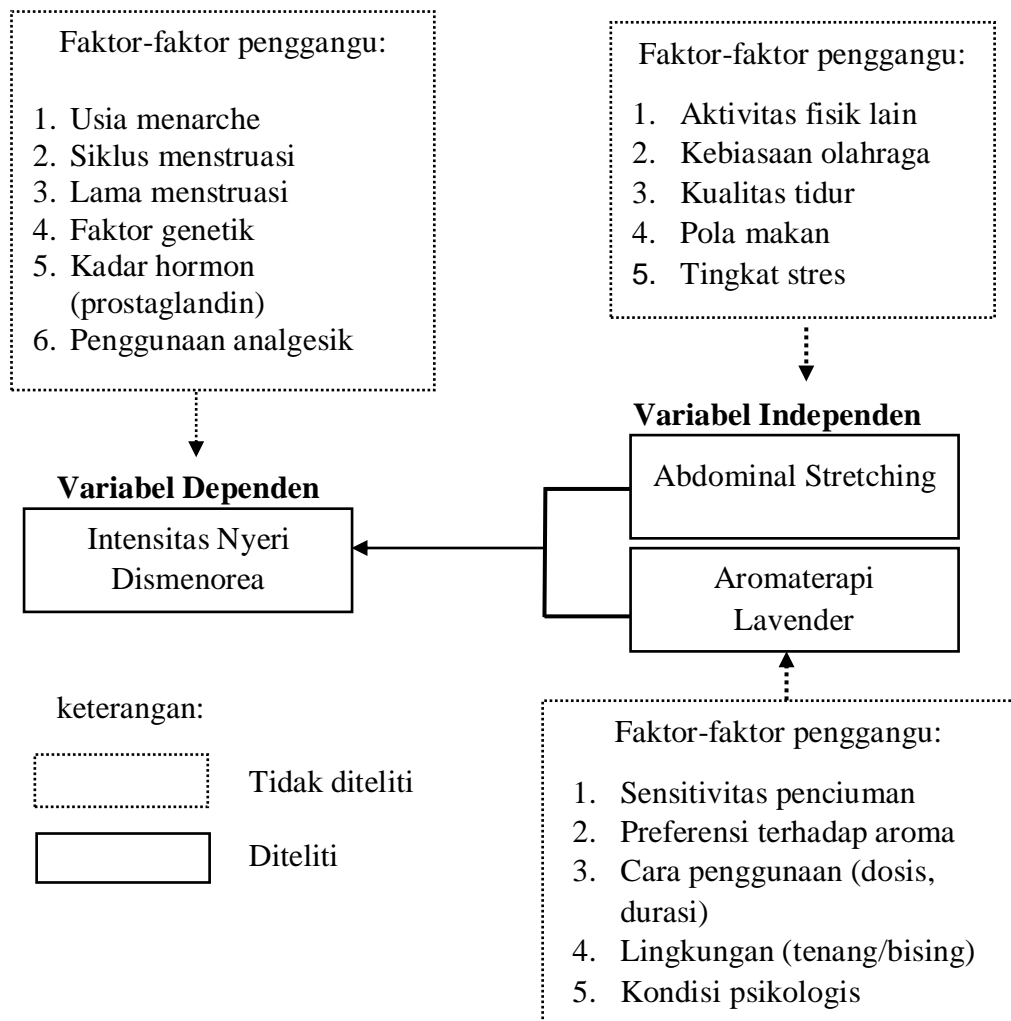 Faktor-faktor penggangu:
1. Usia menarche
2. Siklus menstruasi
3. Lama menstruasi
4. Faktor genetik
5. Kadar hormon
(prostaglandin)
6. Penggunaan analgesik
Faktor-faktor penggangu:
1. Aktivitas fisik lain
2. Kebiasaan olahraga
3. Kualitas tidur
4. Pola makan
5. Tingkat stres
Variabel Dependen
Intensitas Nyeri
Dismenorea
Variabel Independen
Abdominal Stretching
Aromaterapi
Lavender
keterangan:
Tidak diteliti
Diteliti
Faktor-faktor penggangu:
1. Sensitivitas penciuman
2. Preferensi terhadap aroma
3. Cara penggunaan (dosis,
durasi)
4. Lingkungan (tenang/bising)
5. Kondisi psikologis